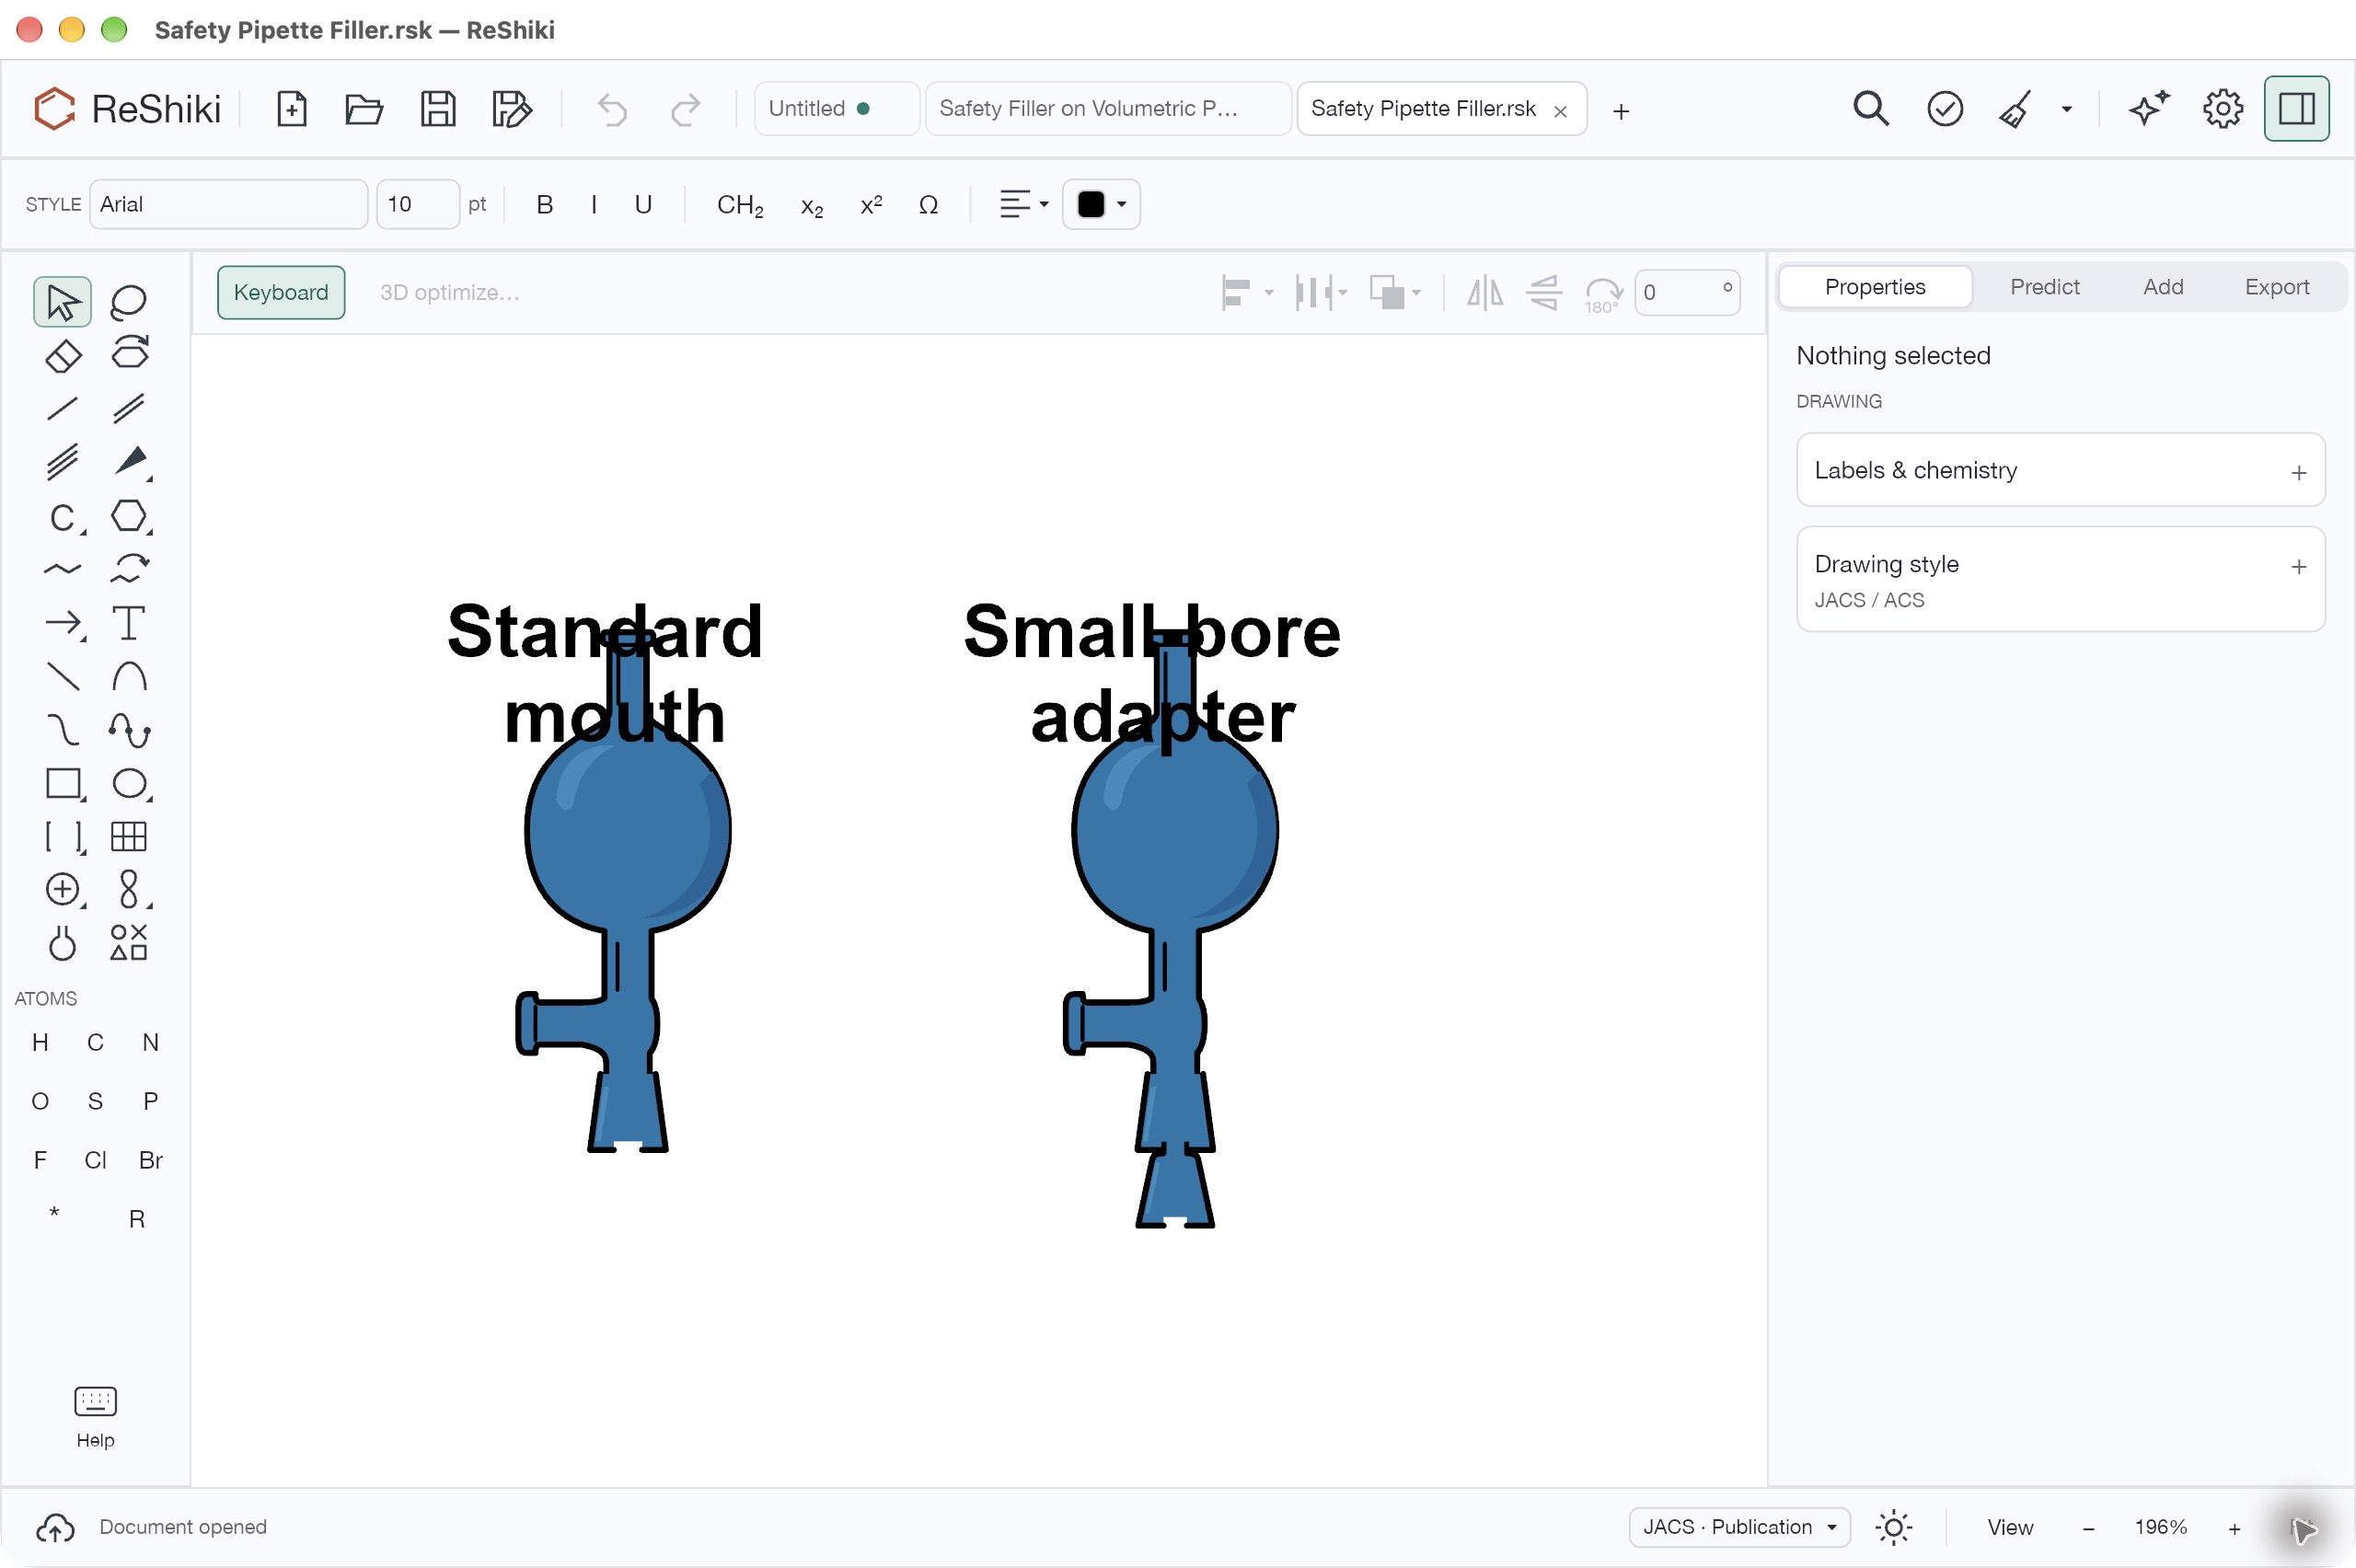 Safety Pipette Filler.rsk — ReShiki
ReShiki
Untitled
Safety Filler on Volumetric P...
Safety Pipette Filler.rsk ×
+
STYLE Arial 10 pt B I U CH₂ x₂ x² Ω
Keyboard 3D optimize... 180° 0 °
Properties Predict Add Export
Nothing selected
DRAWING
Labels & chemistry +
Drawing style +
JACS / ACS
Standard
mouth
Small-bore
adapter
C
T
ATOMS
H C N
O S P
F Cl Br
* R
Help
Document opened
JACS · Publication
View − 196% +